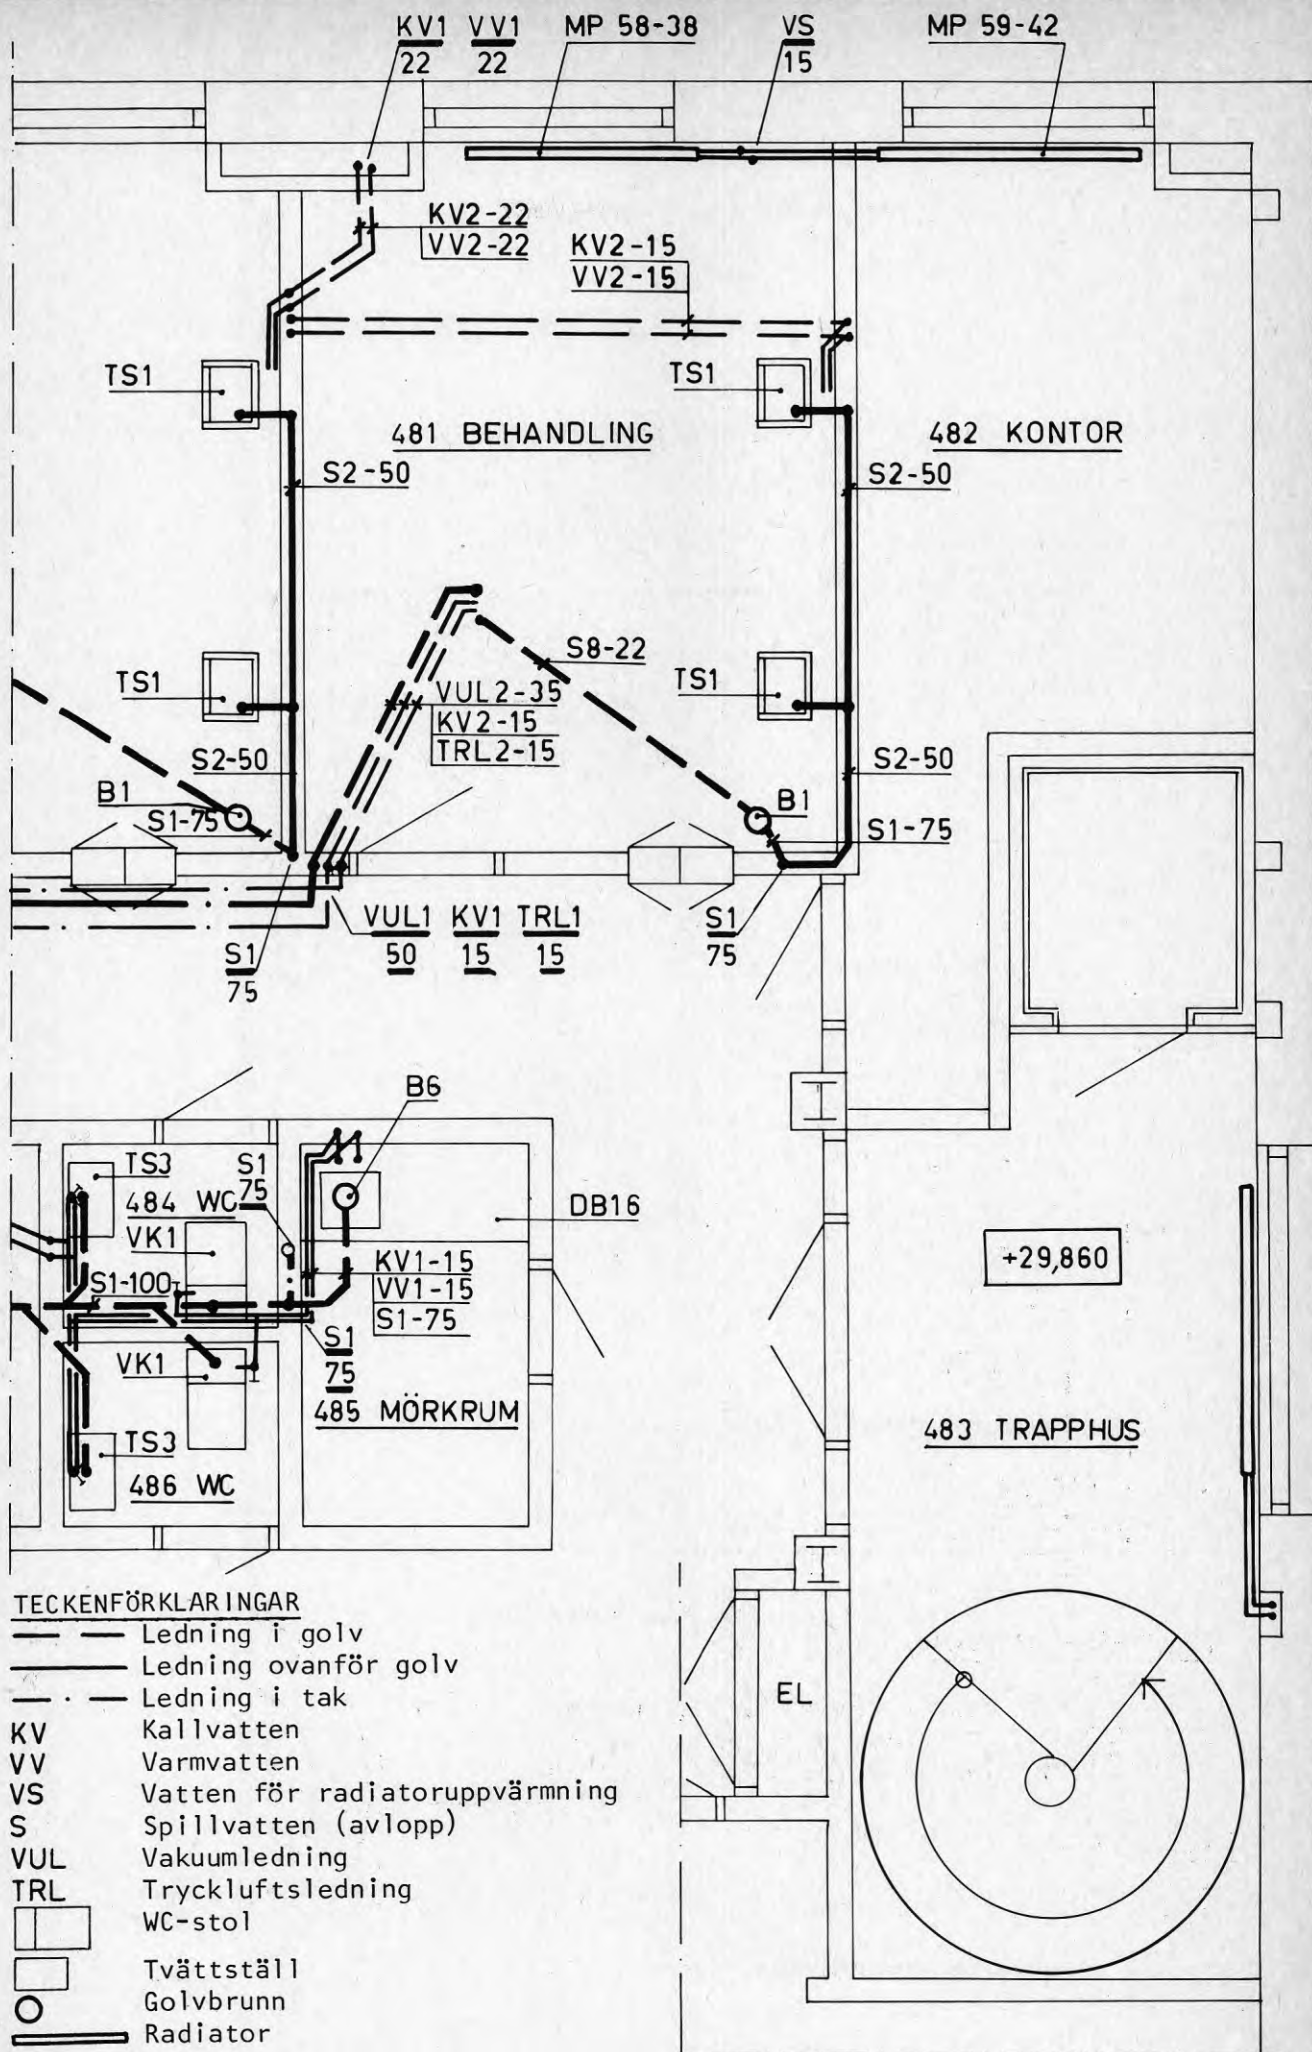 KV1 VV1 MP 58-38 VS MP 59-42
22 22 15
KV2-22
VV2-22
KV2-15
VV2-15
TS1 TS1
481 BEHANDLING 482 KONTOR
S2-50 S2-50
S8-22
TS1 TS1
VUL2-35
KV2-15
TRL2-15
S2-50 S2-50
B1 B1
S1-75 S1-75
VUL1 KV1 TRL1 S1
50 15 15 75
S1
75
B6
TS3 S1
484 WC 75
VK1
DB16
S1-100
KV1-15
VV1-15
S1-75
+29,860
S1
75
VK1
485 MÖRKRUM
483 TRAPPHUS
TS3
486 WC
EL
TECKENFÖRKLARINGAR
Ledning i golv
Ledning ovanför golv
Ledning i tak
KV Kallvatten
VV Varmvatten
VS Vatten för radiatoruppvärmning
S Spillvatten (avlopp)
VUL Vakuumledning
TRL Tryckluftsledning
WC-stol
Tvättställ
Golvbrunn
Radiator